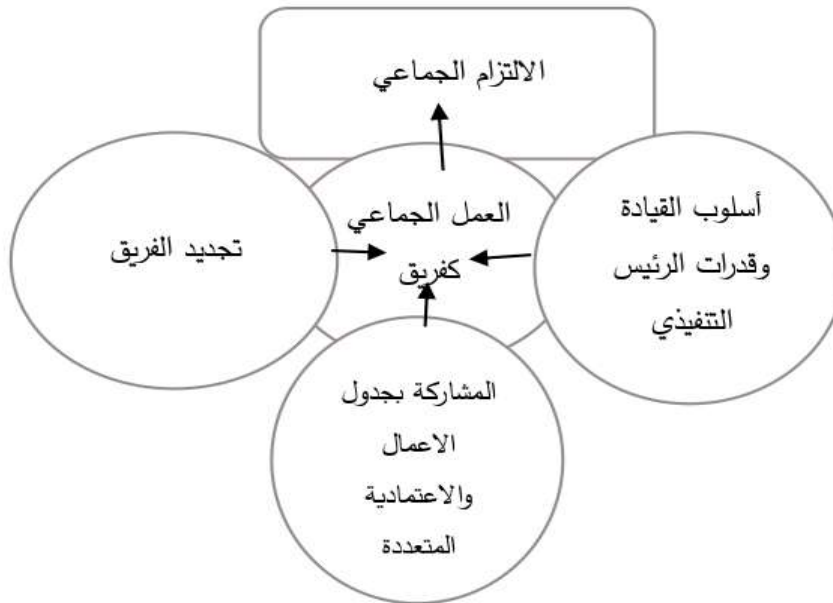 الالتزام الجماعي
أسلوب القيادة
وقدرات الرئيس
التنفيذي
العمل الجماعي
كفريق
تجديد الفريق
المشاركة بجدول
الاعمال
والاعتمادية
المتعددة